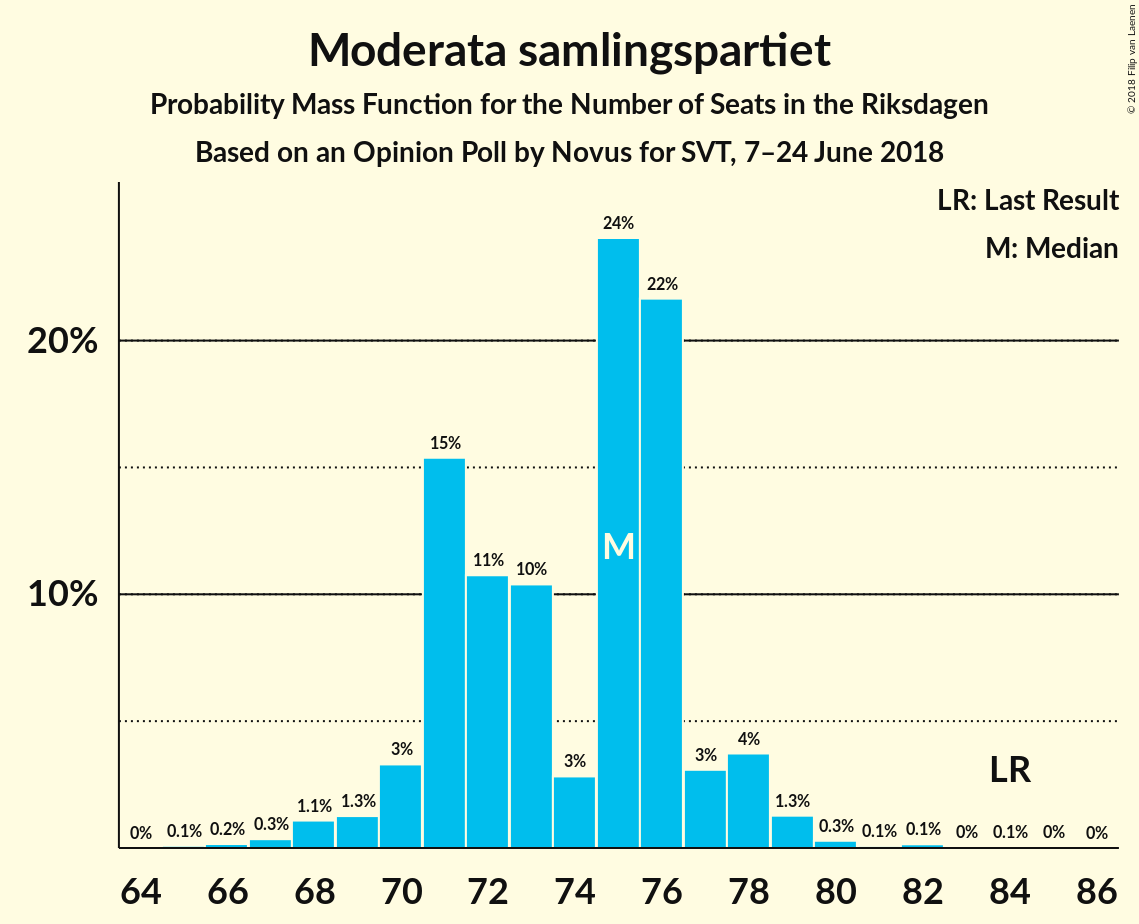 Moderata samlingspartiet
Probability Mass Function for the Number of Seats in the Riksdagen
Based on an Opinion Poll by Novus for SVT, 7–24 June 2018
© 2018 Filip van Laenen
LR: Last Result
M: Median
20%
10%
0%
0.1%
0.2%
0.3%
1.1%
1.3%
3%
15%
11%
10%
3%
24%
22%
3%
4%
1.3%
0.3%
0.1%
0.1%
0%
0.1%
0%
0%
M
LR
64 66 68 70 72 74 76 78 80 82 84 86